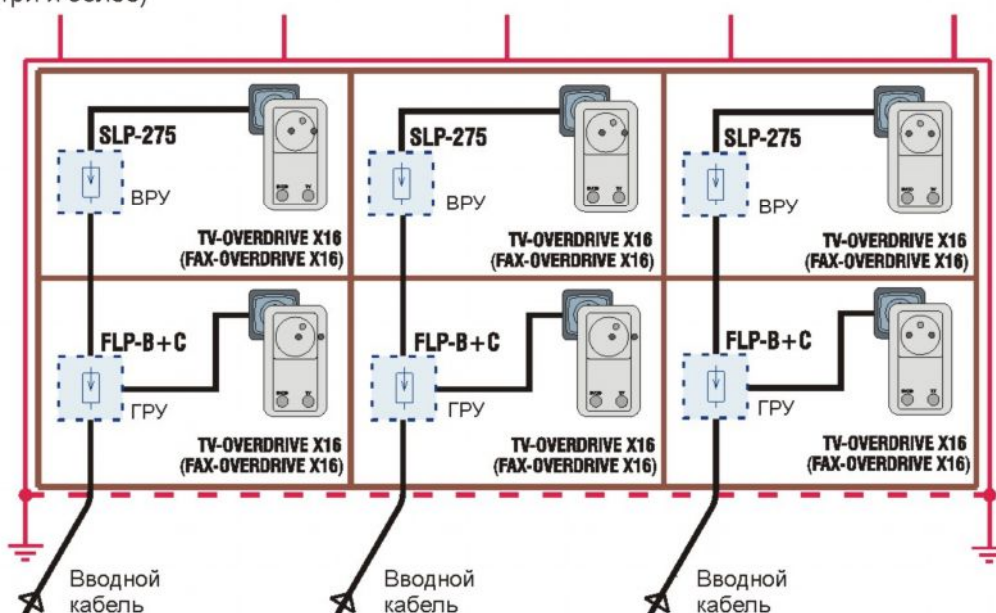 три и более)
SLP-275
ВРУ
TV-OVERDRIVE X16
(FAX-OVERDRIVE X16)
SLP-275
ВРУ
TV-OVERDRIVE X16
(FAX-OVERDRIVE X16)
SLP-275
ВРУ
TV-OVERDRIVE X16
(FAX-OVERDRIVE X16)
FLP-B+C
ГРУ
TV-OVERDRIVE X16
(FAX-OVERDRIVE X16)
FLP-B+C
ГРУ
TV-OVERDRIVE X16
(FAX-OVERDRIVE X16)
FLP-B+C
ГРУ
TV-OVERDRIVE X16
(FAX-OVERDRIVE X16)
Вводной
кабель
Вводной
кабель
Вводной
кабель